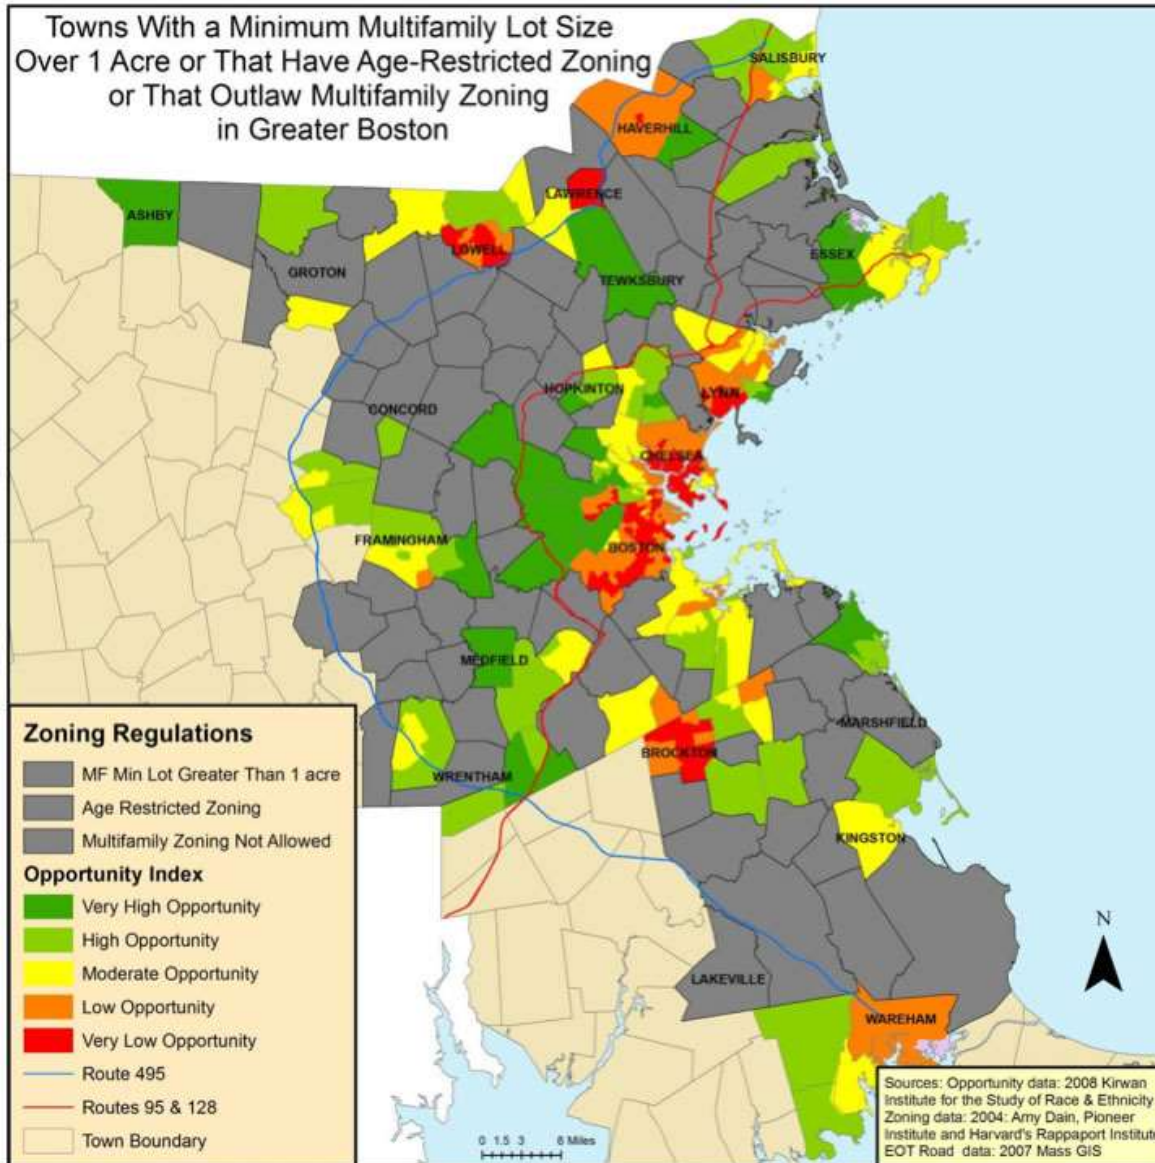 Towns With a Minimum Multifamily Lot Size
Over 1 Acre or That Have Age-Restricted Zoning
or That Outlaw Multifamily Zoning
in Greater Boston
SALISBURY
HAVERHILL
LAWRENCE
ASHBY
LOWELL
ESSEX
GROTON
TEWKSBURY
HOPKINTON
LYNN
CONCORD
CHELSEA
FRAMINGHAM
BOSTON
MEDFIELD
MARSHFIELD
BROCKTON
WRENTHAM
KINGSTON
LAKEVILLE
WAREHAM
N
Zoning Regulations
MF Min Lot Greater Than 1 acre
Age Restricted Zoning
Multifamily Zoning Not Allowed
Opportunity Index
Very High Opportunity
High Opportunity
Moderate Opportunity
Low Opportunity
Very Low Opportunity
Route 495
Routes 95 & 128
Town Boundary
0 1.5 3 6 Miles
Sources: Opportunity data: 2008 Kirwan
Institute for the Study of Race & Ethnicity
Zoning data: 2004: Amy Dain, Pioneer
Institute and Harvard's Rappaport Institute
EOT Road data: 2007 Mass GIS